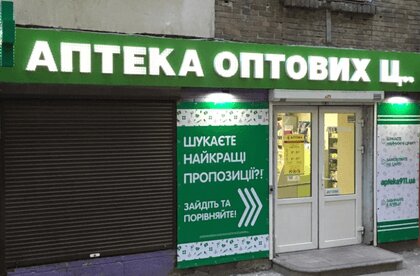 АПТЕКА ОПТОВИХ Ц...
ШУКАЄТЕ
НАЙКРАЩІ
ПРОПОЗИЦІЇ?!
ЗАЙДІТЬ ТА
ПОРІВНЯЙТЕ!
apteka911.ua